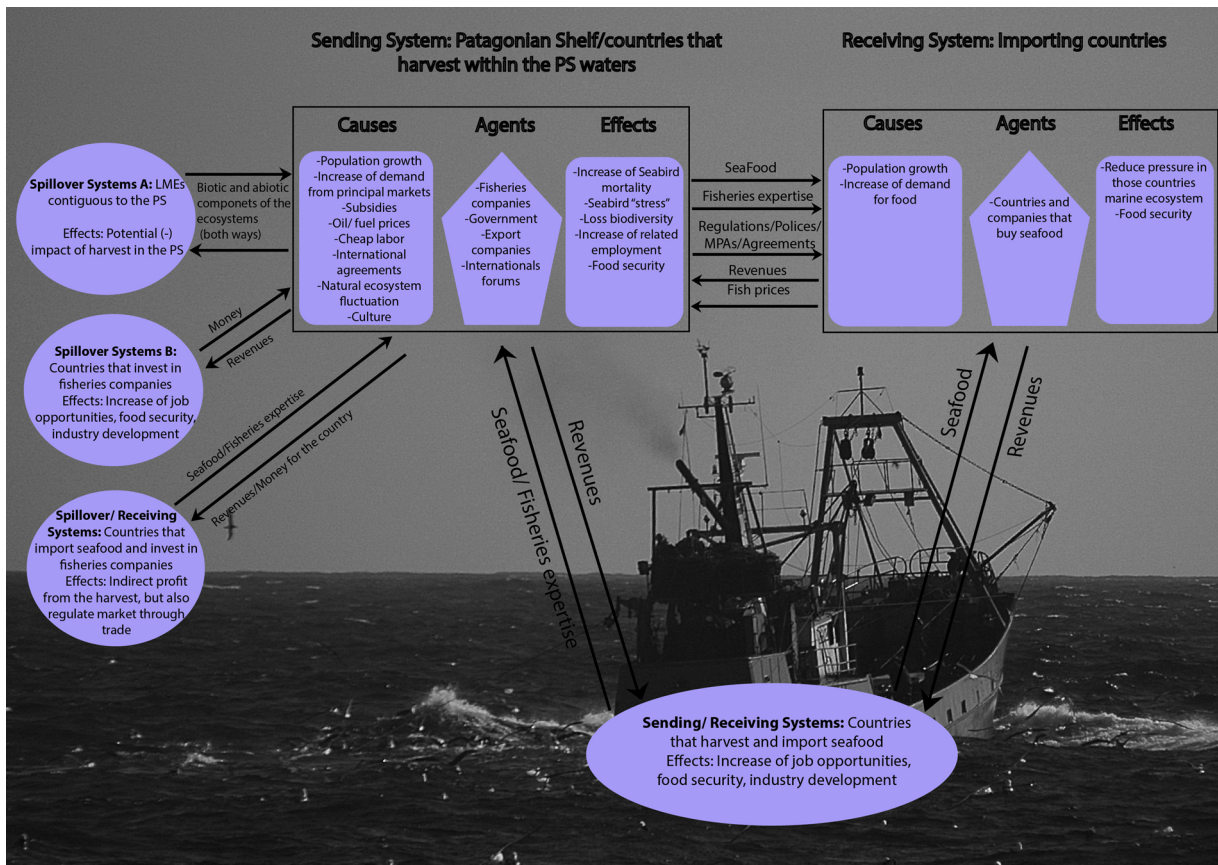 Sending System: Patagonian Shelf/countries that
harvest within the PS waters
Receiving System: Importing countries
Causes
Agents
Effects
-Population growth
-Increase of demand
from principal markets
-Subsidies
-Oil/ fuel prices
-Cheap labor
-International
agreements
-Natural ecosystem
fluctuation
-Culture
-Fisheries
companies
-Government
-Export
companies
-Internationals
forums
-Increase of Seabird
mortality
-Seabird “stress”
-Loss biodiversity
-Increase of related
employment
-Food security
SeaFood
Fisheries expertise
Regulations/Polices/
MPAs/Agreements
Revenues
Fish prices
Causes
Agents
Effects
-Population growth
-Increase of demand
for food
-Countries and
companies that
buy seafood
-Reduce pressure in
those countries
marine ecosystem
-Food security
Spillover Systems A: LMEs
contiguous to the PS
Effects: Potential (-)
impact of harvest in the PS
Biotic and abiotic
componets of the
ecosystems
(both ways)
Spillover Systems B:
Countries that invest in
fisheries companies
Effects: Increase of job
opportunities, food security,
industry development
Money
Revenues
Spillover/ Receiving
Systems: Countries that
import seafood and invest in
fisheries companies
Effects: Indirect profit
from the harvest, but also
regulate market through
trade
Seafood/Fisheries expertise
Revenues/Money for the country
Seafood/ Fisheries expertise
Revenues
Seafood
Revenues
Sending/ Receiving Systems: Countries
that harvest and import seafood
Effects: Increase of job opportunities,
food security, industry development